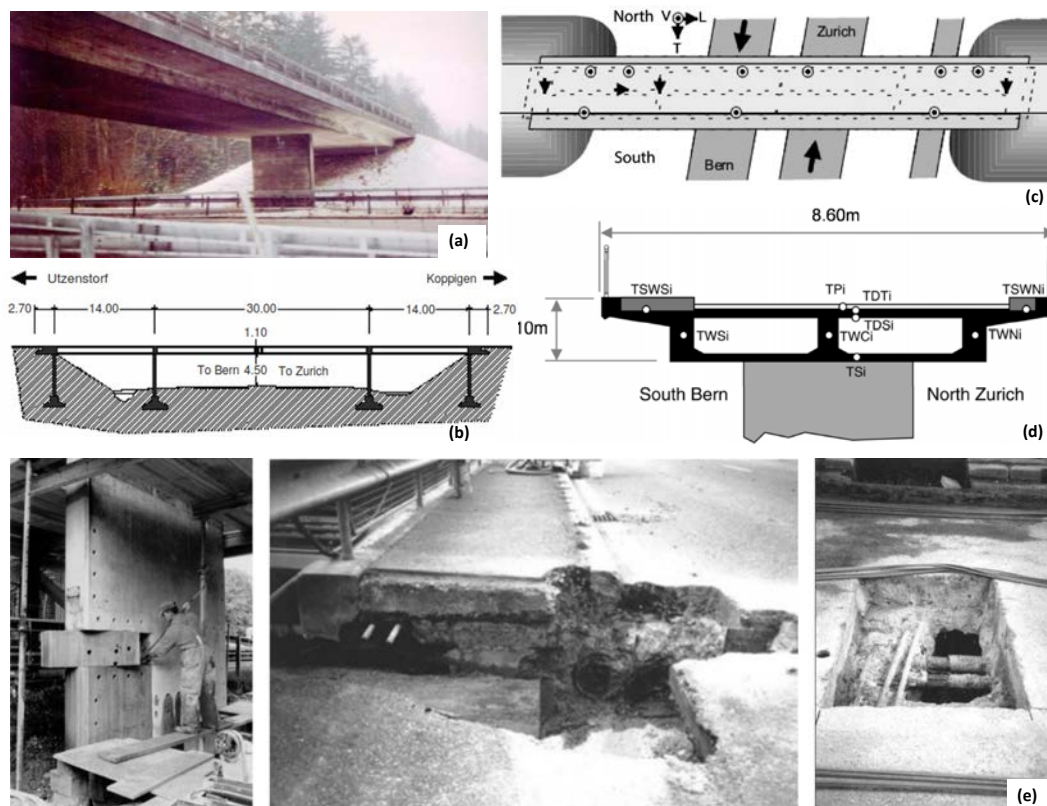 (a)
Utzenstorf
Koppigen
2.70
14.00
30.00
14.00
2.70
1.10
To Bern 4.50 To Zurich
(b)
North V L
T
Zurich
South
Bern
(c)
8.60m
TSWSi
TPi
TDTi
TSWNi
TDSi
10m
TWSi
TWCi
TWNi
TSi
South Bern
North Zurich
(d)
(e)